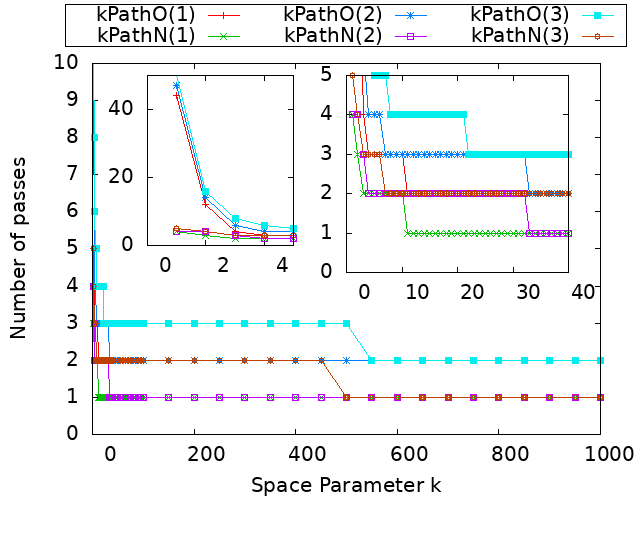 kPathO(1) kPathO(2) kPathO(3)
kPathN(1) kPathN(2) kPathN(3)
10
9
8
7
6
5
4
3
2
1
0
Number of passes
40
20
0
0 2 4
5
4
3
2
1
0
0 10 20 30 40
0 200 400 600 800 1000
Space Parameter k